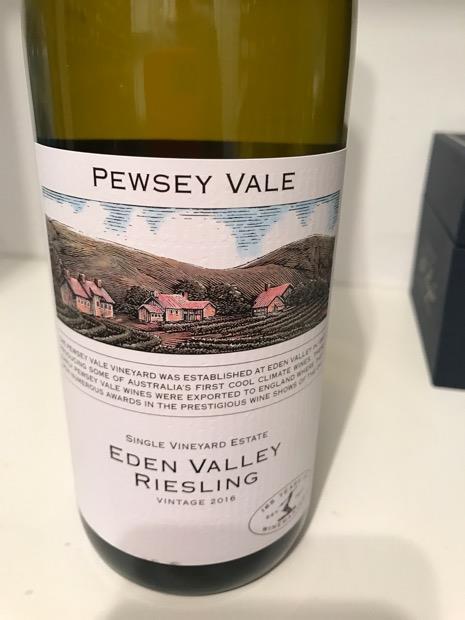 PEWSEY VALE
PEWSEY VALE VINEYARD WAS ESTABLISHED AT EDEN VALLEY
SOME OF AUSTRALIA'S FIRST COOL CLIMATE WINES.
PEWSEY VALE WINES WERE EXPORTED TO ENGLAND WHERE
NUMEROUS AWARDS IN THE PRESTIGIOUS WINE SHOWS OF THE
SINGLE VINEYARD ESTATE
EDEN VALLEY
RIESLING
VINTAGE 2016